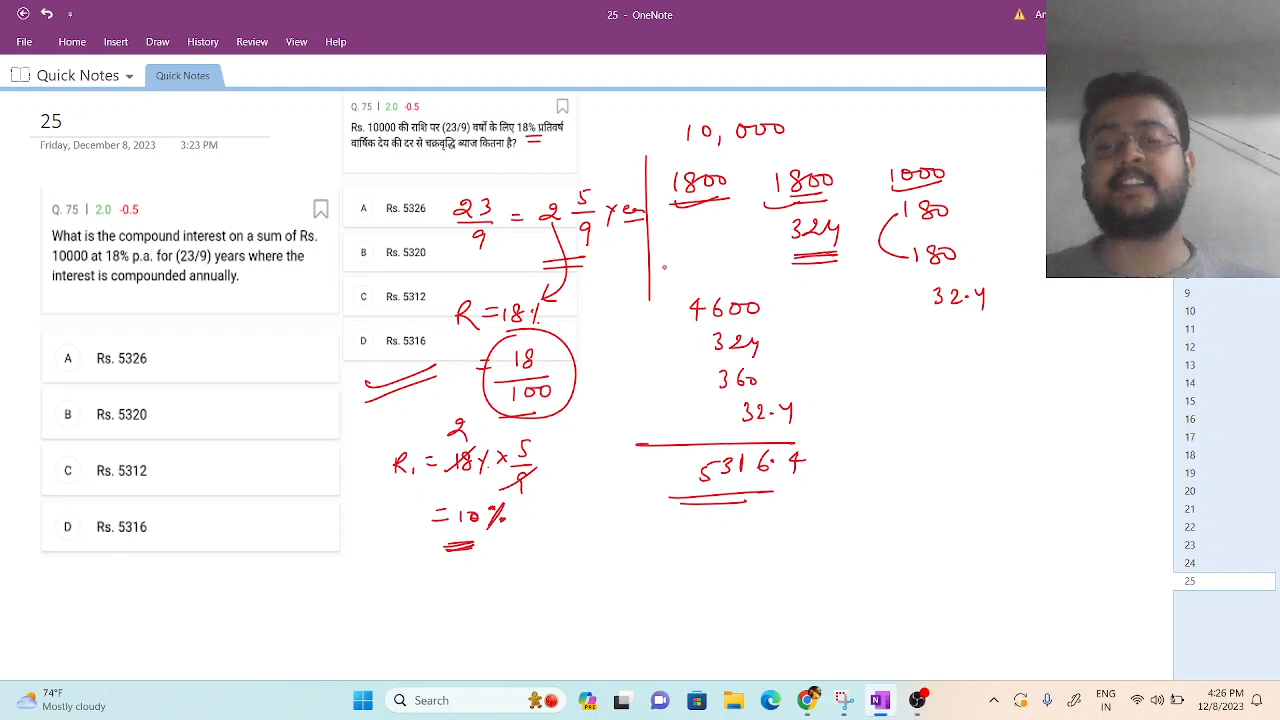 25 - OneNote
An
File Home Insert Draw History Review View Help
Quick Notes
Quick Notes
25
Friday, December 8, 2023 3:23 PM
Q. 75 | 2.0 -0.5
What is the compound interest on a sum of Rs.
10000 at 18% p.a. for (23/9) years where the
interest is compounded annually.
A Rs. 5326
B Rs. 5320
C Rs. 5312
D Rs. 5316
Q. 75 | 2.0 -0.5
Rs. 10000 की राशि पर (23/9) वर्षों के लिए 18% प्रतिवर्ष
वार्षिक देय की दर से चक्रवृद्धि ब्याज कितना है?
A Rs. 5326
B Rs. 5320
C Rs. 5312
D Rs. 5316
23/9 = 2 5/9 year
R = 18%
= 18/100
2
R₁ = 18% × 5/9
= 10%
10,000
1800 1800 1000
324 180
180
32.4
4600
324
360
32.4
5316.4
9
10
11
12
13
14
15
16
17
18
19
20
21
22
23
24
25
74°F
Mostly cloudy
Search
ENG
IN
4:26 PM
12/8/2023